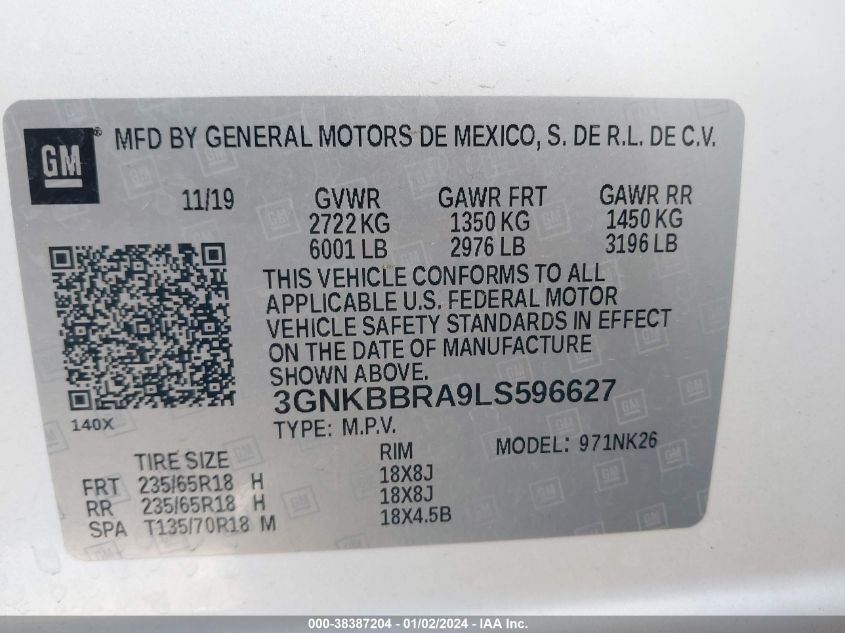 GM ® MFD BY GENERAL MOTORS DE MEXICO, S. DE R.L. DE C.V.
11/19 GVWR GAWR FRT GAWR RR
2722 KG 1350 KG 1450 KG
6001 LB 2976 LB 3196 LB
THIS VEHICLE CONFORMS TO ALL
APPLICABLE U.S. FEDERAL MOTOR
VEHICLE SAFETY STANDARDS IN EFFECT
ON THE DATE OF MANUFACTURE
SHOWN ABOVE.
3GNKBBRA9LS596627
140X
TYPE: M.P.V.
MODEL: 971NK26
TIRE SIZE RIM
FRT 235/65R18 H 18X8J
RR 235/65R18 H 18X8J
SPA T135/70R18 M 18X4.5B
000-38387204 - 01/02/2024 - IAA Inc.